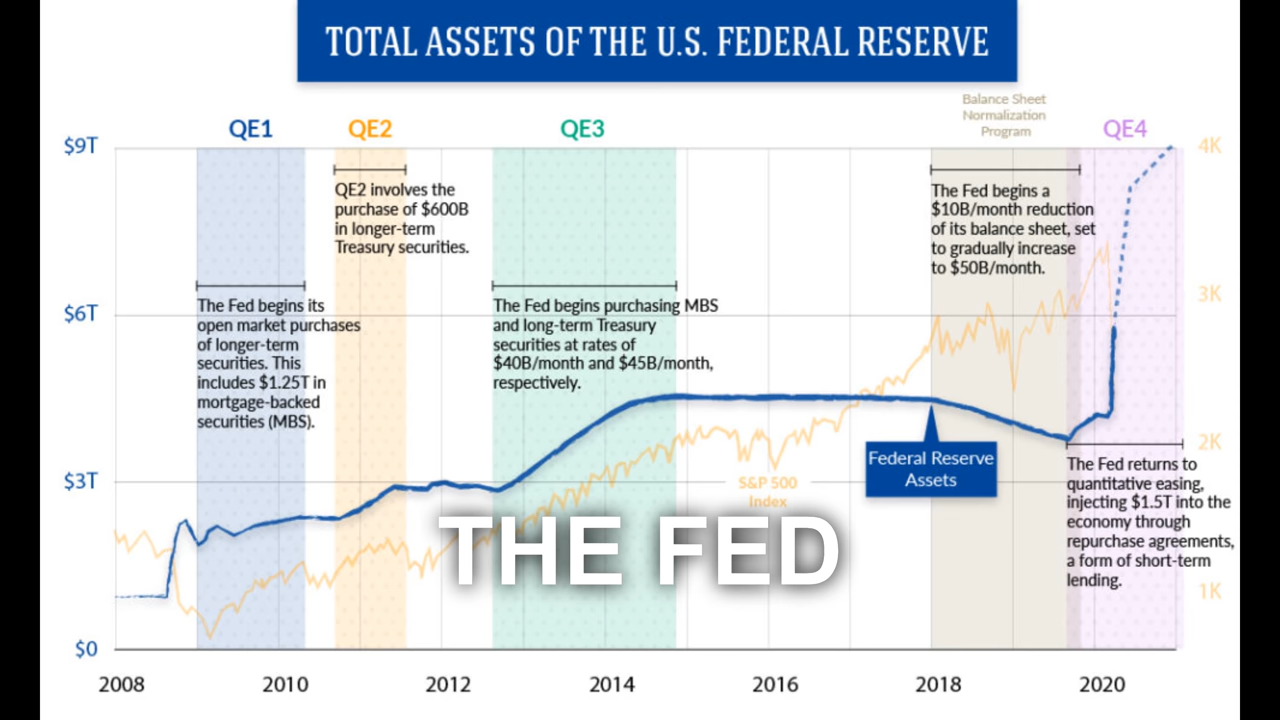 TOTAL ASSETS OF THE U.S. FEDERAL RESERVE
Balance Sheet
Normalization
Program
QE1
QE2
QE3
QE4
$9T
4K
QE2 involves the
purchase of $600B
in longer-term
Treasury securities.
The Fed begins a
$10B/month reduction
of its balance sheet, set
to gradually increase
to $50B/month.
The Fed begins its
open market purchases
of longer-term
securities. This
includes $1.25T in
mortgage-backed
securities (MBS).
The Fed begins purchasing MBS
and long-term Treasury
securities at rates of
$40B/month and $45B/month,
respectively.
$6T
3K
2K
Federal Reserve
Assets
The Fed returns to
quantitative easing,
injecting $1.5T into the
economy through
repurchase agreements,
a form of short-term
lending.
$3T
S&P 500
Index
THE FED
1K
$0
2008
2010
2012
2014
2016
2018
2020